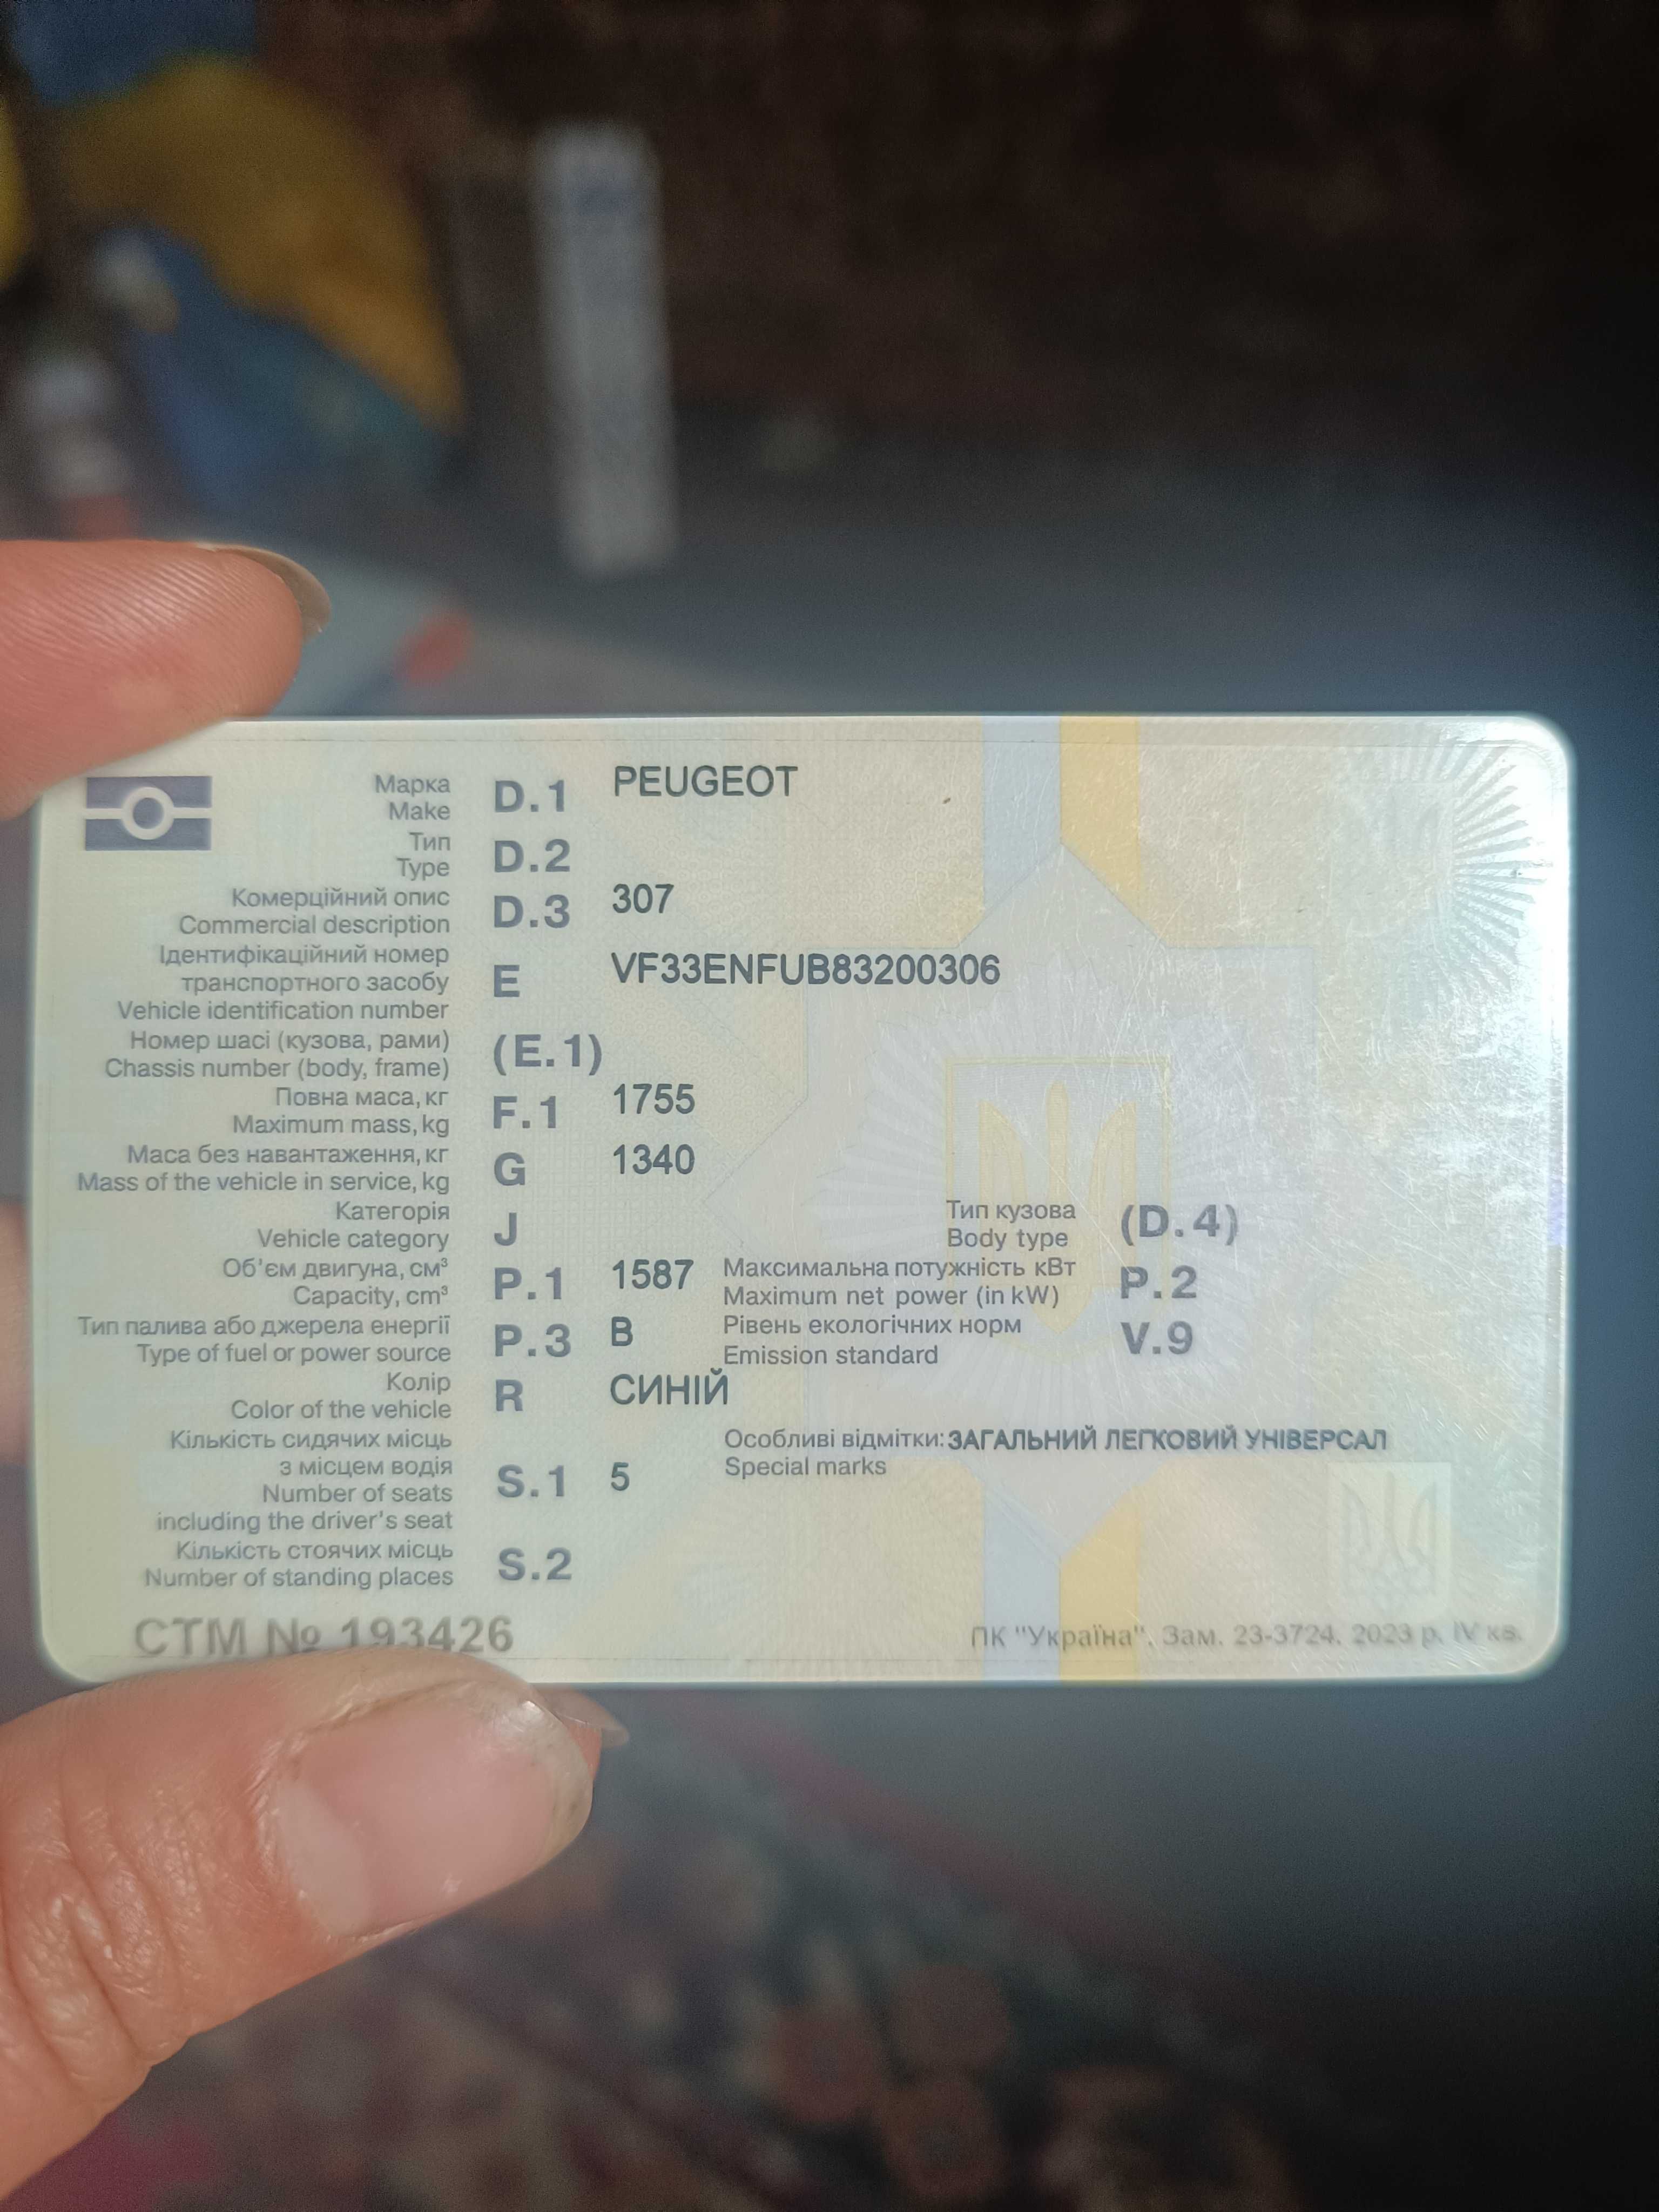 Марка
Make
D.1 PEUGEOT
Тип
Type
D.2
Комерційний опис
Commercial description
D.3 307
Ідентифікаційний номер
транспортного засобу
Vehicle identification number
E VF33ENFUB83200306
Номер шасі (кузова, рами)
Chassis number (body, frame)
(E.1)
Повна маса, кг
Maximum mass, kg
F.1 1755
Маса без навантаження, кг
Mass of the vehicle in service, kg
G 1340
Категорія
Vehicle category
J
Тип кузова
Body type
(D.4)
Об'єм двигуна, см³
Capacity, cm³
P.1 1587
Максимальна потужність кВт
Maximum net power (in kW)
P.2
Тип палива або джерела енергії
Type of fuel or power source
P.3 B
Рівень екологічних норм
Emission standard
V.9
Колір
Color of the vehicle
R СИНІЙ
Кількість сидячих місць
з місцем водія
Number of seats
including the driver's seat
S.1 5
Особливі відмітки: ЗАГАЛЬНИЙ ЛЕГКОВИЙ УНІВЕРСАЛ
Special marks
Кількість стоячих місць
Number of standing places
S.2
СТМ № 193426
ПК "Україна". Зам. 23-3724. 2023 р. IV кв.